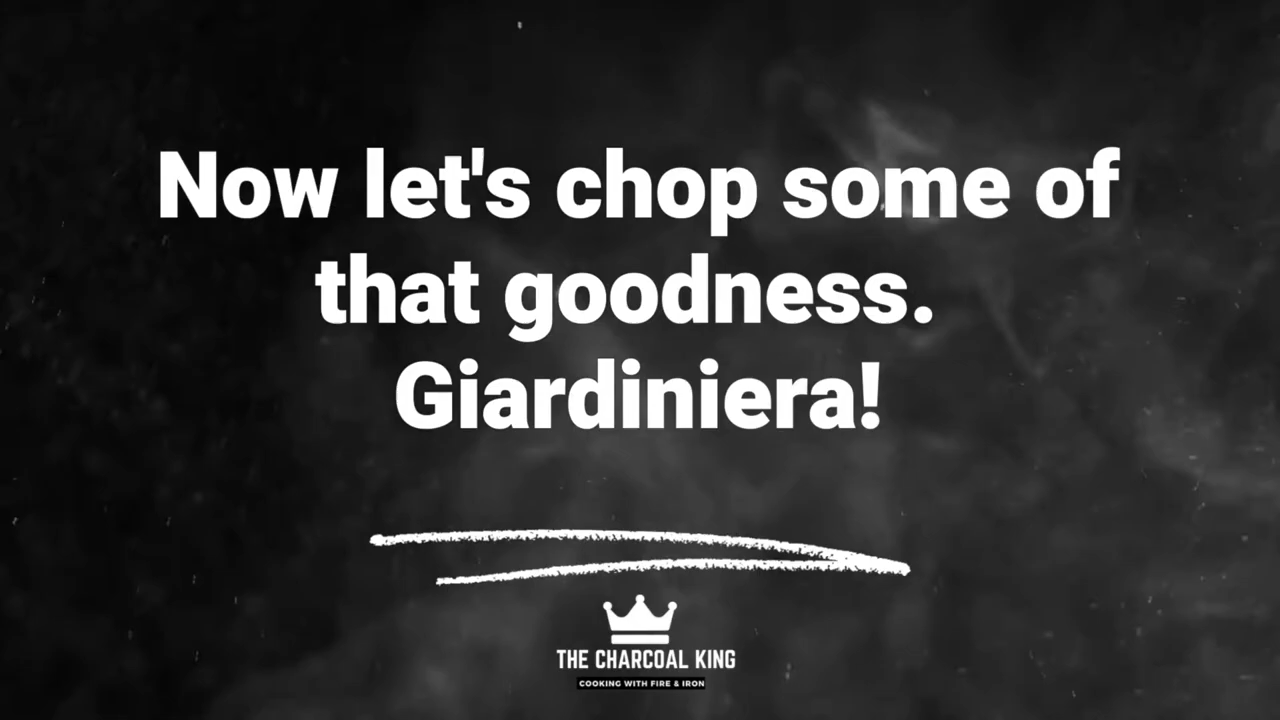 Now let's chop some of
that goodness.
Giardiniera!
THE CHARCOAL KING
COOKING WITH FIRE & IRON